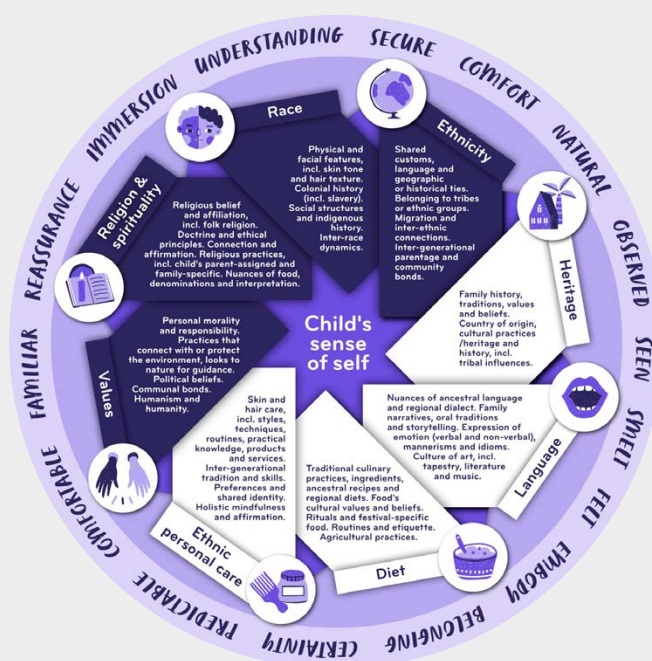 IMMERSION UNDERSTANDING SECURE COMFORT NATURAL OBSERVED SEEN SMELT FELT EMBODY BELONGING CERTAINTY PREDICTABLE COMFORTABLE FAMILIAR REASSURANCE
Race
Physical and
facial features,
incl. skin tone
and hair texture.
Colonial history
(incl. slavery).
Social structures
and indigenous
history.
Inter-race
dynamics.
Ethnicity
Shared
customs,
language and
geographic
or historical ties.
Belonging to tribes
or ethnic groups.
Migration and
inter-ethnic
connections.
Inter-generational
parentage and
community
bonds.
Heritage
Family history,
traditions, values
and beliefs.
Country of origin,
cultural practices
/heritage and
history, incl.
tribal influences.
Language
Nuances of ancestral
language and regional
dialect. Family
narratives, oral traditions
and storytelling. Expression of
emotion (verbal and non-verbal),
mannerisms and idioms.
Culture of art, incl.
tapestry, literature
and music.
Diet
Traditional culinary
practices, ingredients,
ancestral recipes and
regional diets. Food's
cultural values and beliefs.
Rituals and festival-specific
food. Routines and etiquette.
Agricultural practices.
Ethnic
personal care
Skin and
hair care,
incl. styles,
techniques,
routines, practical
knowledge, products
and services.
Inter-generational
tradition and skills.
Preferences and
shared identity.
Holistic mindfulness
and affirmation.
Values
Personal morality
and responsibility.
Practices that
connect with or protect
the environment, looks to
nature for guidance.
Political beliefs.
Communal bonds.
Humanism and
humanity.
Religion &
spirituality
Religious belief
and affiliation,
incl. folk religion.
Doctrine and ethical
principles. Connection and
affirmation. Religious practices,
incl. child's parent-assigned and
family-specific. Nuances of food,
denominations and interpretation.
Child's
sense
of self